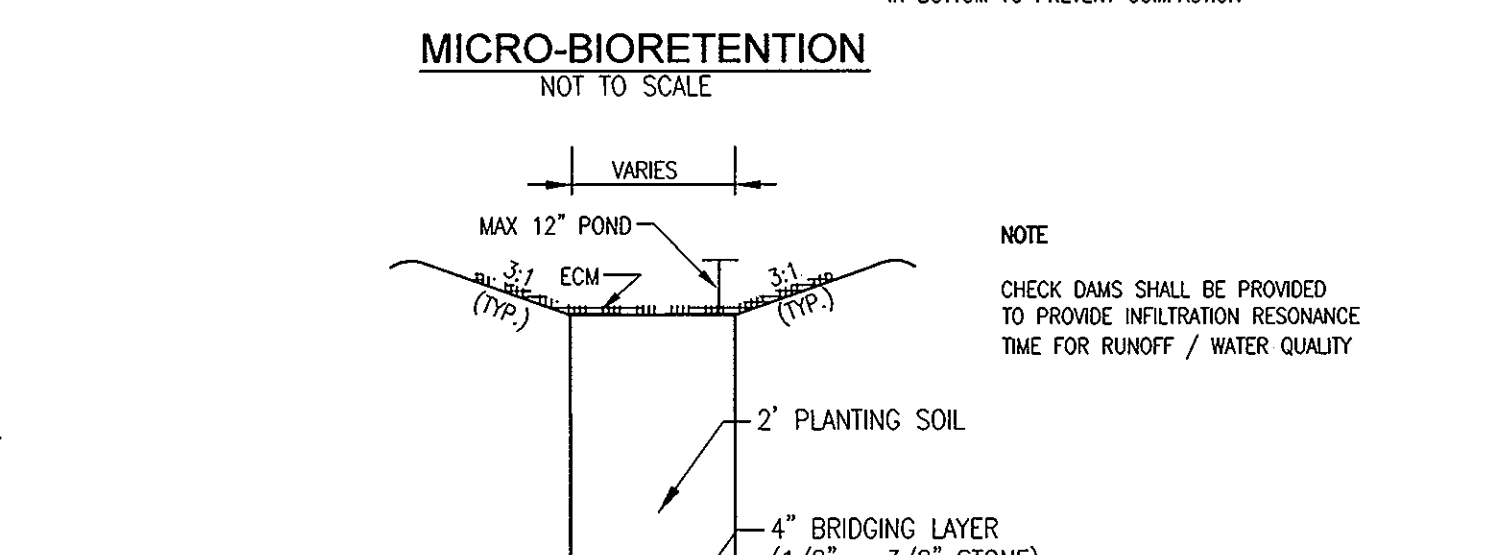 MICRO-BIORETENTION
NOT TO SCALE
VARIES
MAX 12" POND
NOTE
3:1
(TYP.)
ECM
3:1
(TYP.)
CHECK DAMS SHALL BE PROVIDED
TO PROVIDE INFILTRATION RESONANCE
TIME FOR RUNOFF / WATER QUALITY
2' PLANTING SOIL
4" BRIDGING LAYER